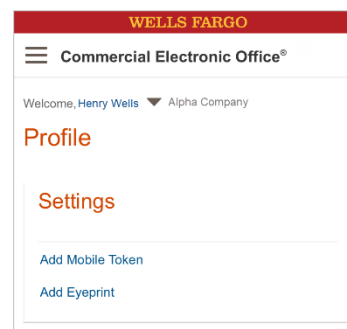 WELLS FARGO
Commercial Electronic Office®
Welcome, Henry Wells Alpha Company
Profile
Settings
Add Mobile Token
Add Eyeprint